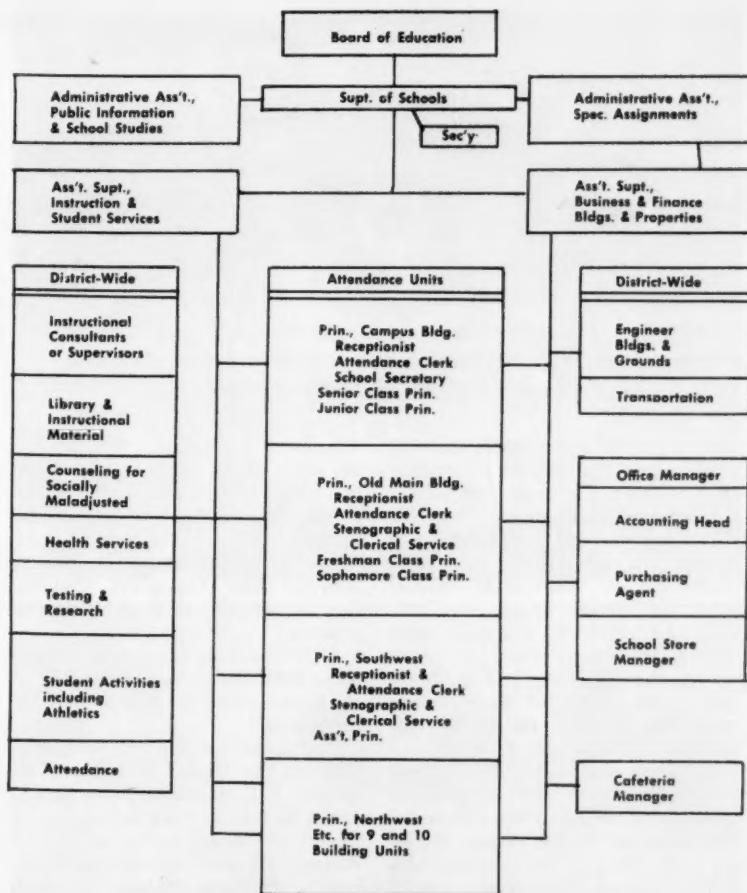 Board of Education
Administrative Ass't.,
Public Information
& School Studies
Supt. of Schools
Administrative Ass't.,
Spec. Assignments
Sec'y.
Ass't. Supt.,
Instruction &
Student Services
Ass't. Supt.,
Business & Finance
Bldgs. & Properties
District-Wide
Instructional
Consultants
or Supervisors
Library &
Instructional
Material
Counseling for
Socially
Maladjusted
Health Services
Testing &
Research
Student Activities
including
Athletics
Attendance
Attendance Units
Prin., Campus Bldg.
Receptionist
Attendance Clerk
School Secretary
Senior Class Prin.
Junior Class Prin.
Prin., Old Main Bldg.
Receptionist
Attendance Clerk
Stenographic &
Clerical Service
Freshman Class Prin.
Sophomore Class Prin.
Prin., Southwest
Receptionist &
Attendance Clerk
Stenographic &
Clerical Service
Ass't. Prin.
Prin., Northwest
Etc. for 9 and 10
Building Units
District-Wide
Engineer
Bldgs. &
Grounds
Transportation
Office Manager
Accounting Head
Purchasing
Agent
School Store
Manager
Cafeteria
Manager